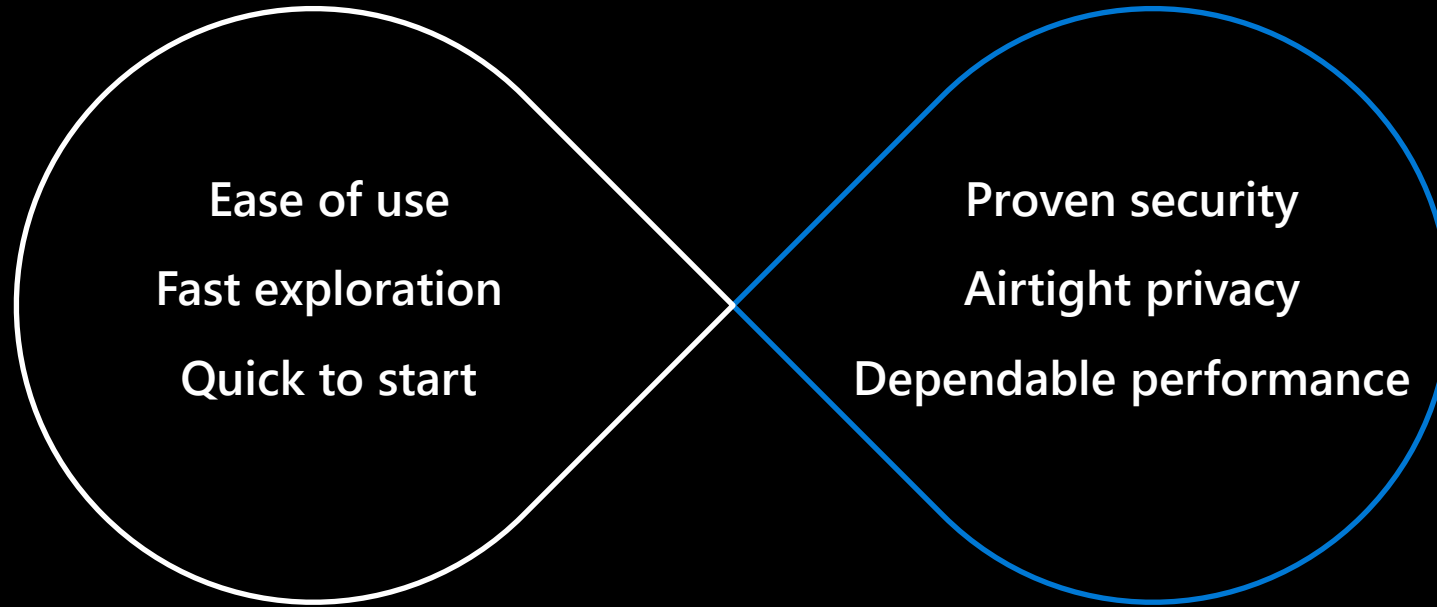 Ease of use
Fast exploration
Quick to start
Proven security
Airtight privacy
Dependable performance